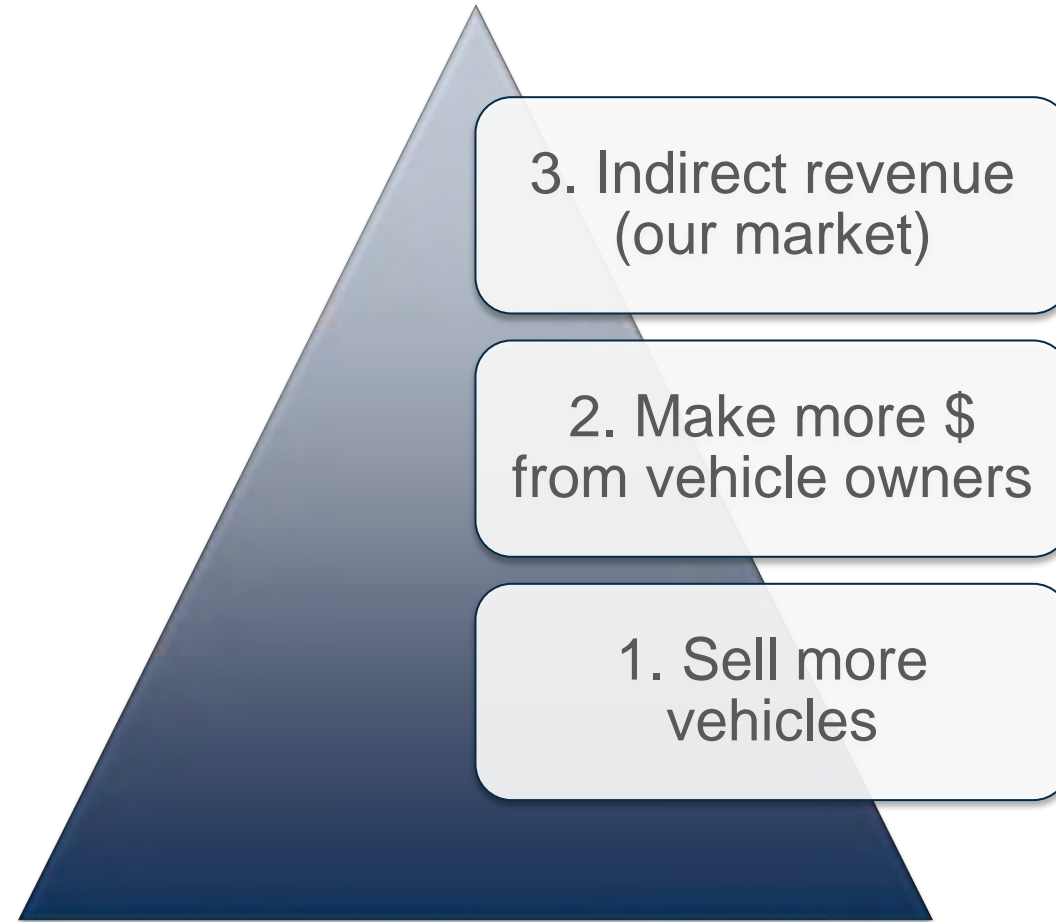 3. Indirect revenue
(our market)
2. Make more $
from vehicle owners
1. Sell more
vehicles